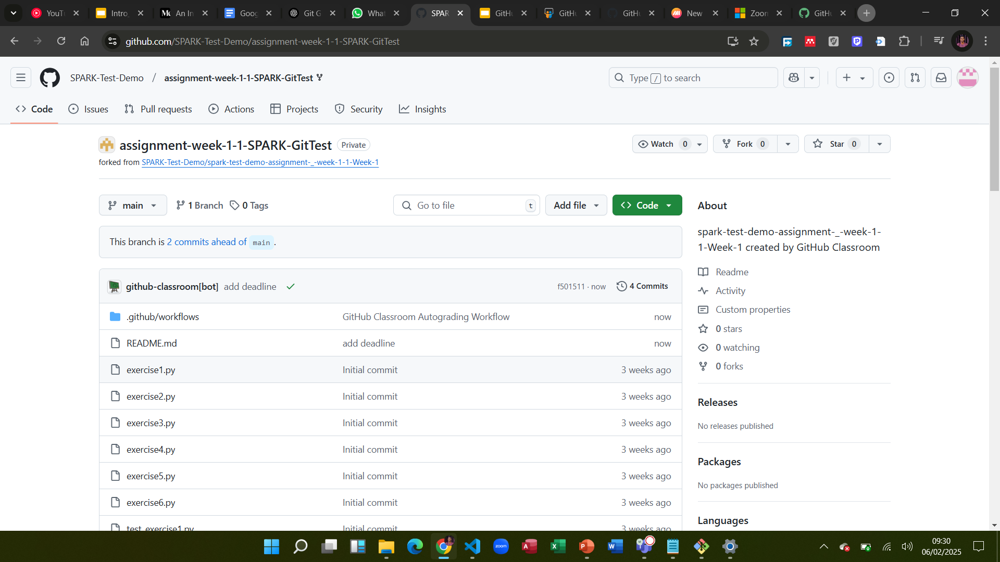 YouTu
Intro_
An In
Goog
Git G
What
SPAR
GitHu
GitHu
GitHu
New
Zoom
GitHu
github.com/SPARK-Test-Demo/assignment-week-1-1-SPARK-GitTest
SPARK-Test-Demo / assignment-week-1-1-SPARK-GitTest
Type / to search
Code
Issues
Pull requests
Actions
Projects
Security
Insights
assignment-week-1-1-SPARK-GitTest Private
Watch 0
Fork 0
Star 0
forked from SPARK-Test-Demo/spark-test-demo-assignment-_-week-1-1-Week-1
main
1 Branch
0 Tags
Go to file t
Add file
Code
This branch is 2 commits ahead of main .
github-classroom[bot] add deadline f501511 · now 4 Commits
.github/workflows GitHub Classroom Autograding Workflow now
README.md add deadline now
exercise1.py Initial commit 3 weeks ago
exercise2.py Initial commit 3 weeks ago
exercise3.py Initial commit 3 weeks ago
exercise4.py Initial commit 3 weeks ago
exercise5.py Initial commit 3 weeks ago
exercise6.py Initial commit 3 weeks ago
test_exercise1.py Initial commit 3 weeks ago
About
spark-test-demo-assignment-_-week-1-
1-Week-1 created by GitHub Classroom
Readme
Activity
Custom properties
0 stars
0 watching
0 forks
Releases
No releases published
Packages
No packages published
Languages
zoom
09:30
06/02/2025